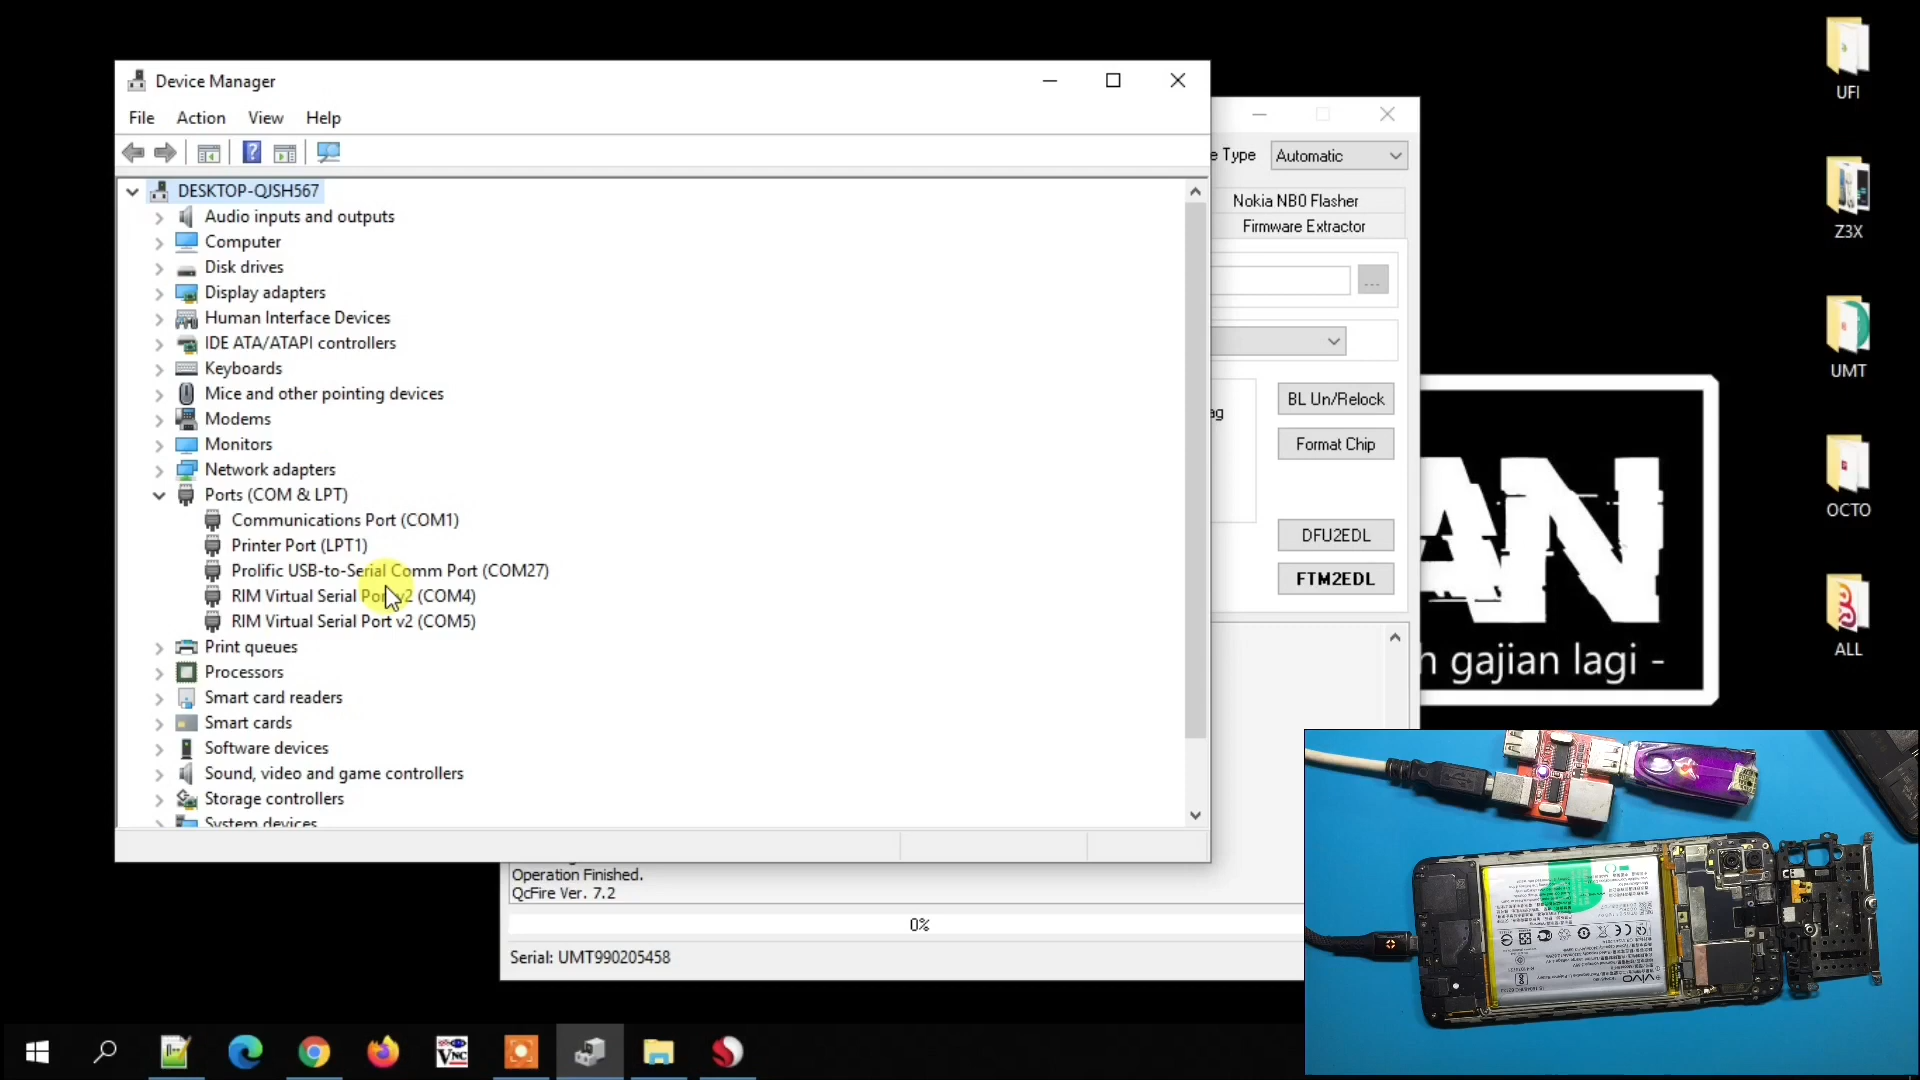 Device Manager
File Action View Help
DESKTOP-QJSH567
Audio inputs and outputs
Computer
Disk drives
Display adapters
Human Interface Devices
IDE ATA/ATAPI controllers
Keyboards
Mice and other pointing devices
Modems
Monitors
Network adapters
Ports (COM & LPT)
Communications Port (COM1)
Printer Port (LPT1)
Prolific USB-to-Serial Comm Port (COM27)
RIM Virtual Serial Port v2 (COM4)
RIM Virtual Serial Port v2 (COM5)
Print queues
Processors
Smart card readers
Smart cards
Software devices
Sound, video and game controllers
Storage controllers
System devices
e Type Automatic
Nokia NB0 Flasher
Firmware Extractor
...
ag
BL Un/Relock
Format Chip
DFU2EDL
FTM2EDL
Operation Finished.
QcFire Ver. 7.2
0%
Serial: UMT990205458
UFI
Z3X
UMT
OCTO
ALL
AN
h gajian lagi -
VNC
vivo